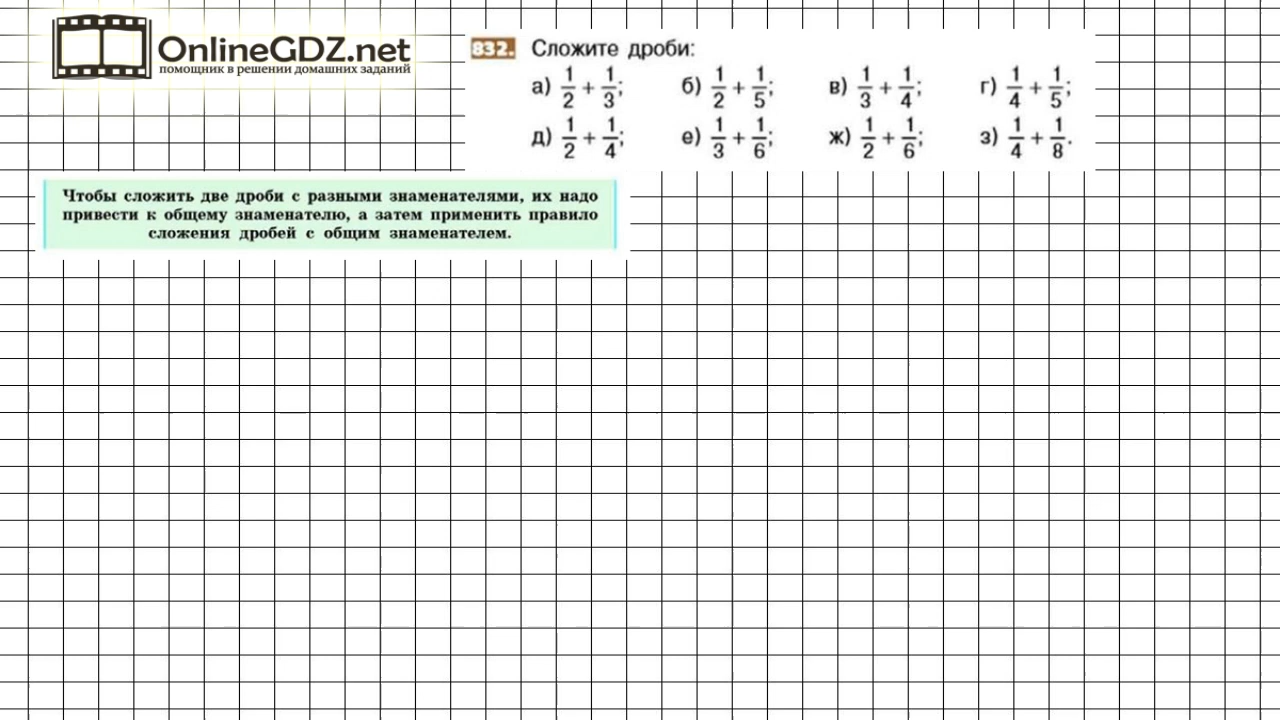 OnlineGDZ.net
помощник в решении домашних заданий
832. Сложите дроби:
а) 1/2 + 1/3; б) 1/2 + 1/5; в) 1/3 + 1/4; г) 1/4 + 1/5;
д) 1/2 + 1/4; е) 1/3 + 1/6; ж) 1/2 + 1/6; з) 1/4 + 1/8.
Чтобы сложить две дроби с разными знаменателями, их надо
привести к общему знаменателю, а затем применить правило
сложения дробей с общим знаменателем.